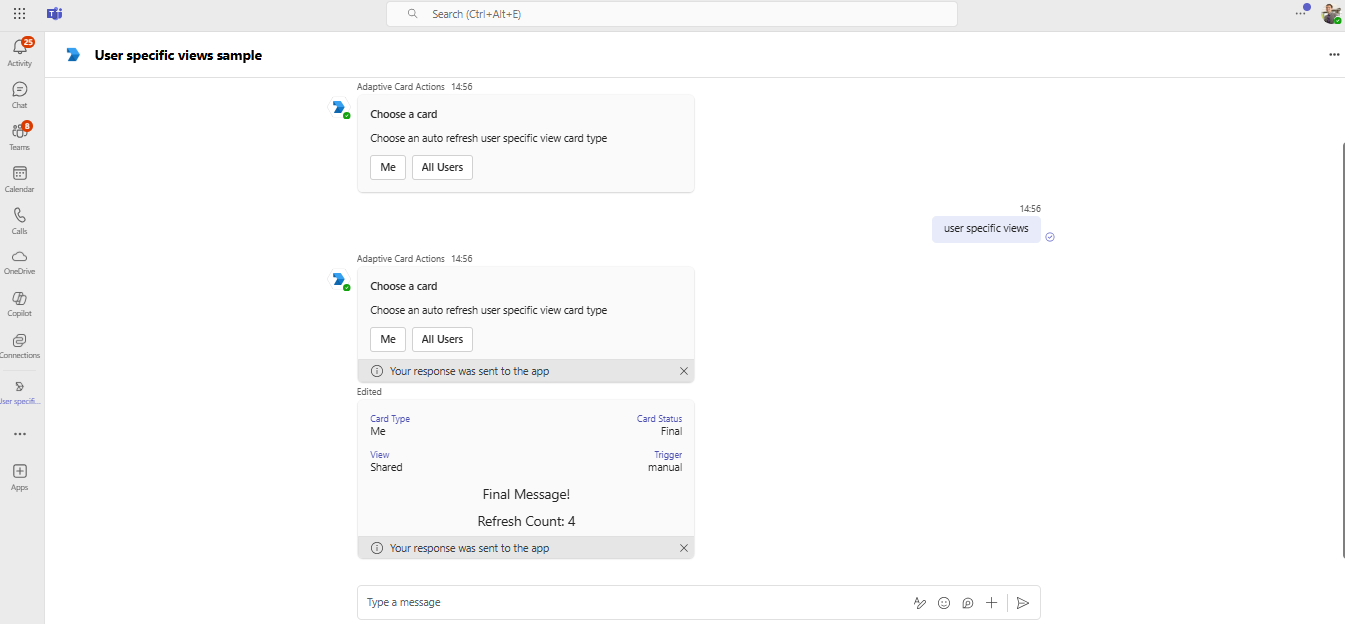 Search (Ctrl+Alt+E)
25
Activity
Chat
8
Teams
Calendar
Calls
OneDrive
Copilot
Connections
User specifi...
Apps
User specific views sample
Adaptive Card Actions 14:56
Choose a card
Choose an auto refresh user specific view card type
Me All Users
14:56
user specific views
Adaptive Card Actions 14:56
Choose a card
Choose an auto refresh user specific view card type
Me All Users
Your response was sent to the app
Edited
Card Type Card Status
Me Final
View Trigger
Shared manual
Final Message!
Refresh Count: 4
Your response was sent to the app
Type a message